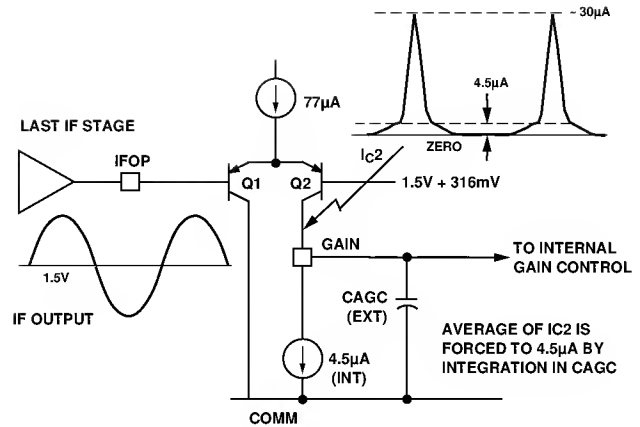 ~ 30µA
4.5µA
ZERO
77µA
LAST IF STAGE
IFOP
Q1
Q2
IC2
1.5V + 316mV
1.5V
IF OUTPUT
GAIN
TO INTERNAL
GAIN CONTROL
CAGC
(EXT)
4.5µA
(INT)
AVERAGE OF IC2 IS
FORCED TO 4.5µA BY
INTEGRATION IN CAGC
COMM